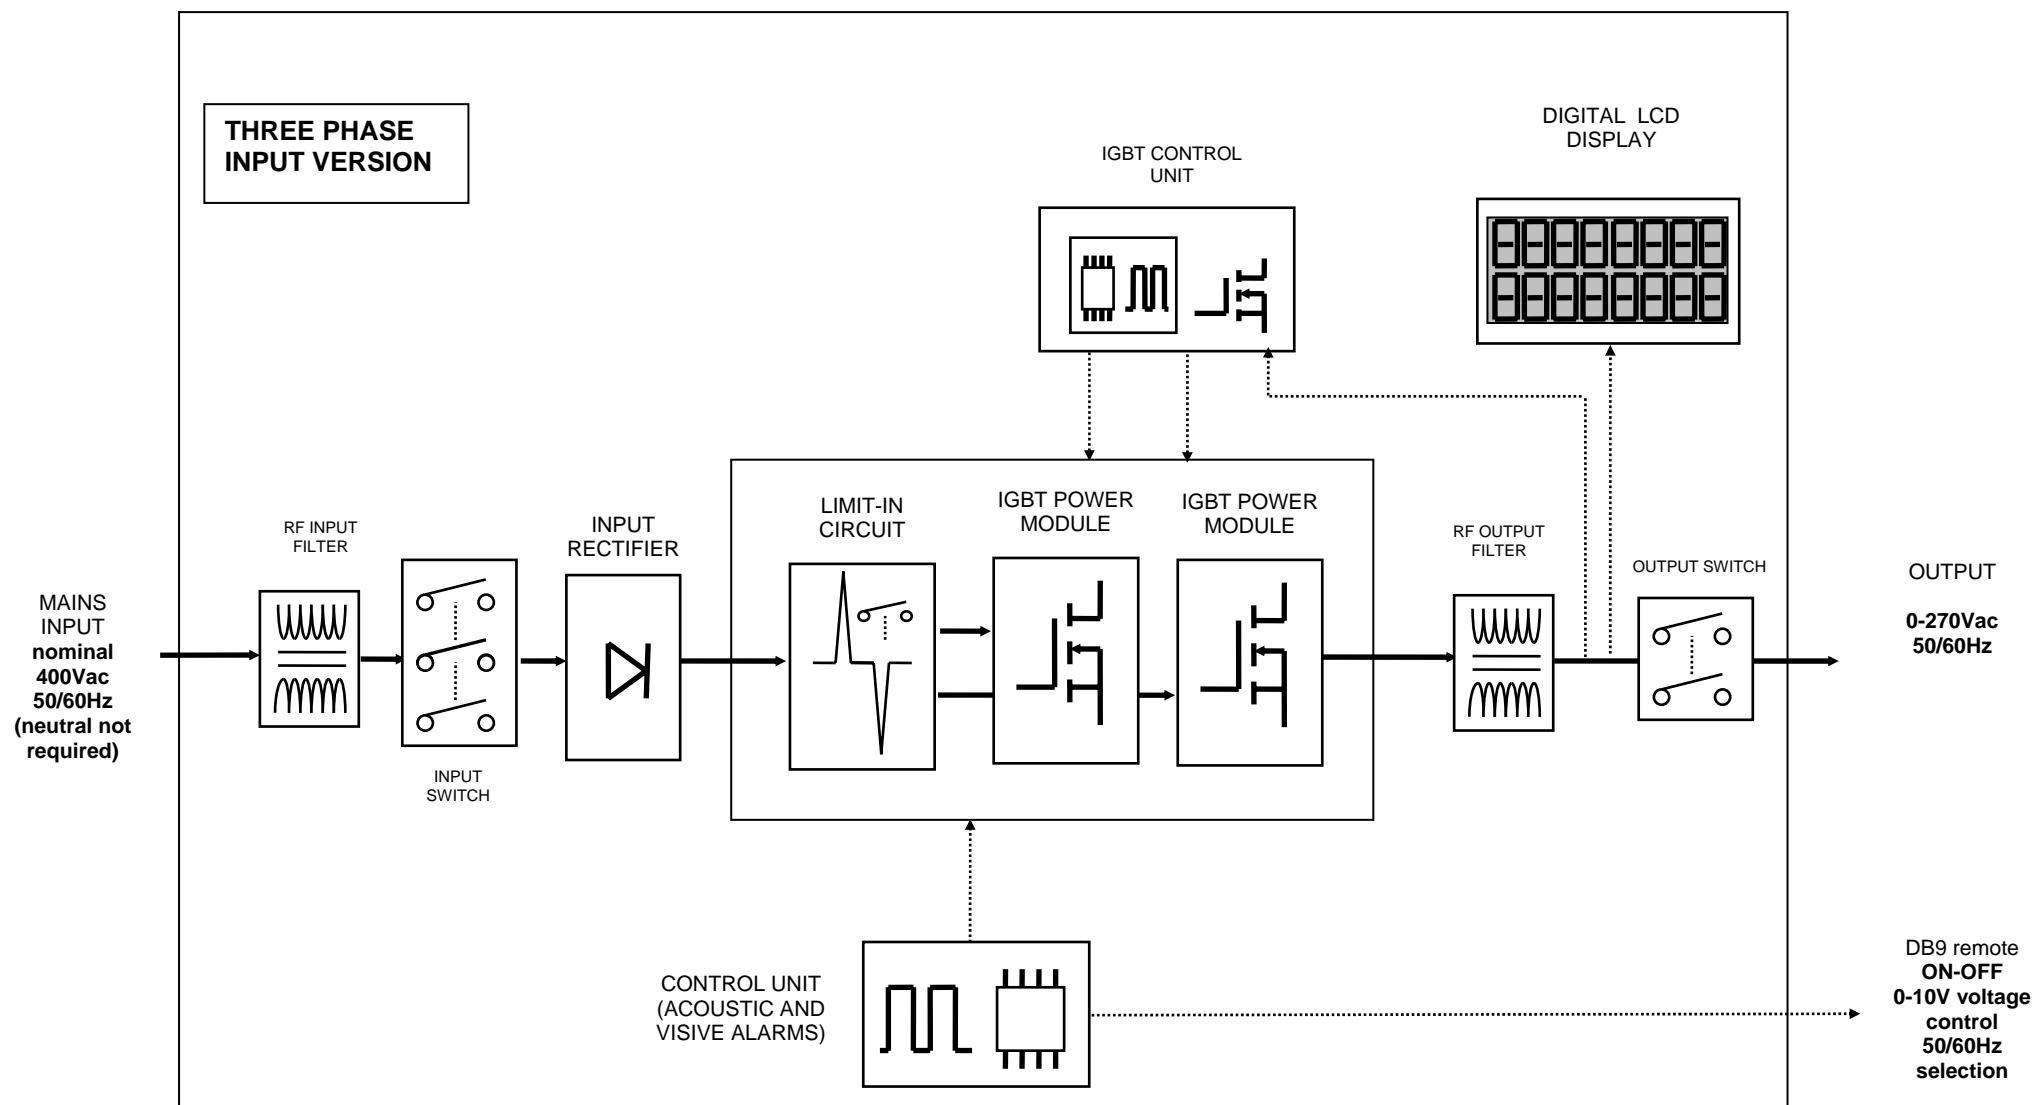 THREE PHASE
INPUT VERSION
DIGITAL LCD
DISPLAY
IGBT CONTROL
UNIT
LIMIT-IN
CIRCUIT
IGBT POWER
MODULE
IGBT POWER
MODULE
RF INPUT
FILTER
INPUT
RECTIFIER
RF OUTPUT
FILTER
OUTPUT SWITCH
OUTPUT
0-270Vac
50/60Hz
MAINS
INPUT
nominal
400Vac
50/60Hz
(neutral not
required)
INPUT
SWITCH
CONTROL UNIT
(ACOUSTIC AND
VISIVE ALARMS)
DB9 remote
ON-OFF
0-10V voltage
control
50/60Hz
selection